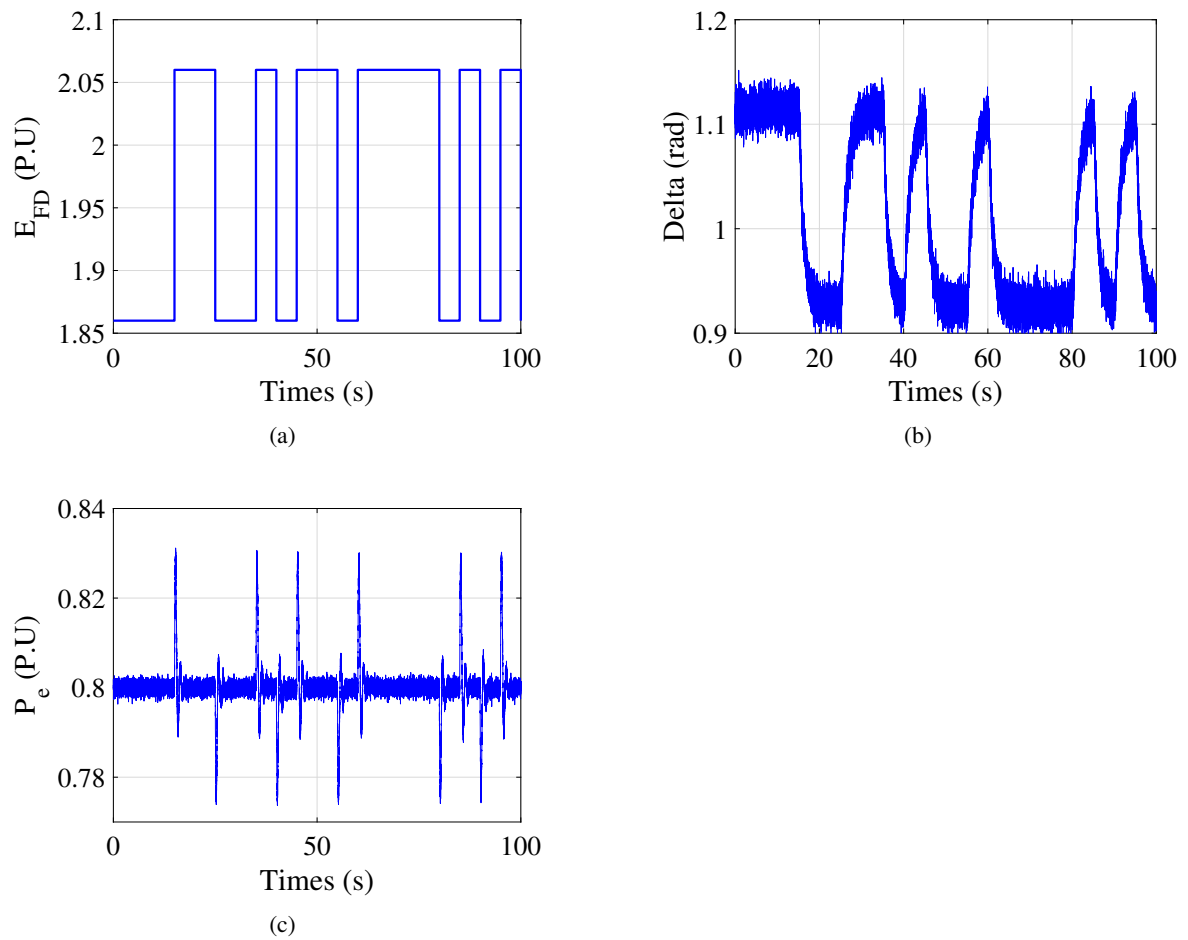 2.1
2.05
2
1.95
1.9
1.85
E_FD (P.U)
0 50 100
Times (s)
(a)
1.2
1.1
1
0.9
Delta (rad)
0 20 40 60 80 100
Times (s)
(b)
0.84
0.82
0.8
0.78
P_e (P.U)
0 50 100
Times (s)
(c)